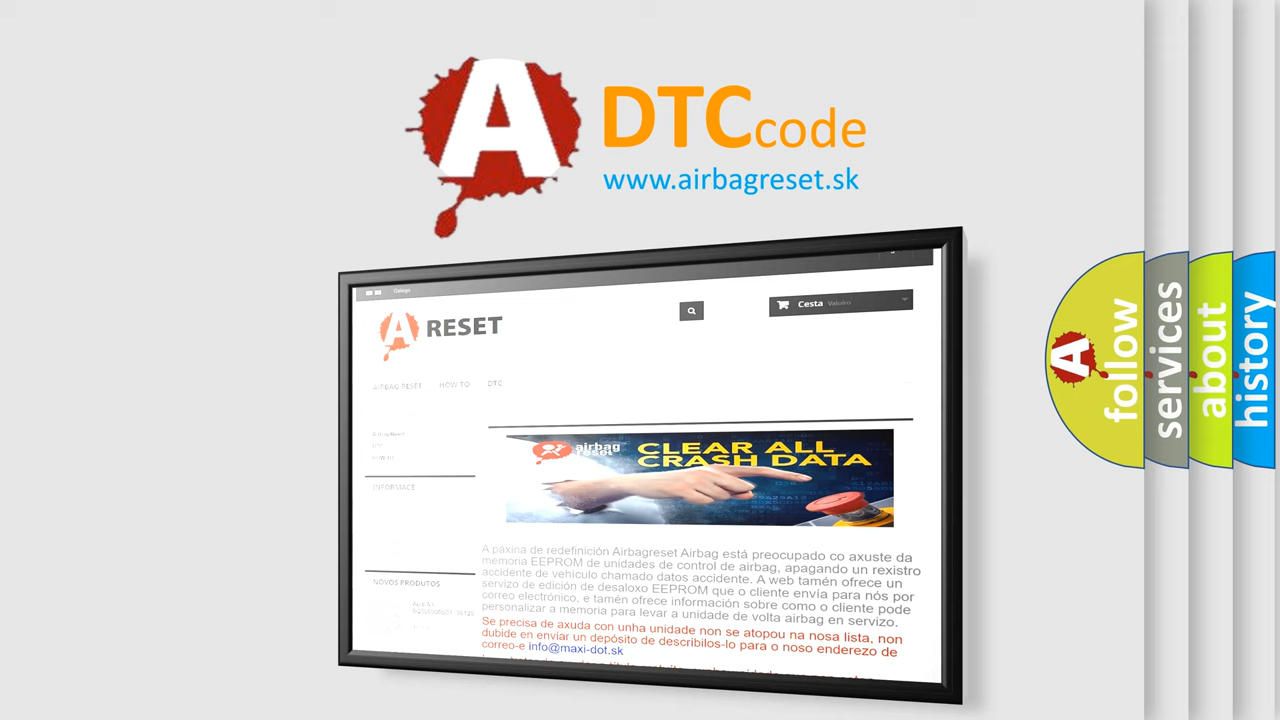 A DTCcode
www.airbagreset.sk
Galego
A RESET
Cesta Valeiro
AIRBAG RESET HOW TO DTC
INFORMACE
airbag
reset
CLEAR ALL
CRASH DATA
A páxina de redefinición Airbagreset Airbag está preocupado co axuste da
memoria EEPROM de unidades de control de airbag, apagando un rexistro
accidente de vehículo chamado datos accidente. A web tamén ofrece un
servizo de edición de desaloxo EEPROM que o cliente envía para nós por
correo electrónico, e tamén ofrece información sobre como o cliente pode
personalizar a memoria para levar a unidade de volta airbag en servizo.
Se precisa de axuda con unha unidade non se atopou na nosa lista, non
dubide en enviar un depósito de describilos-lo para o noso enderezo de
correo-e info@maxi-dot.sk
NOVOS PRODUTOS
A follow
services
about
history